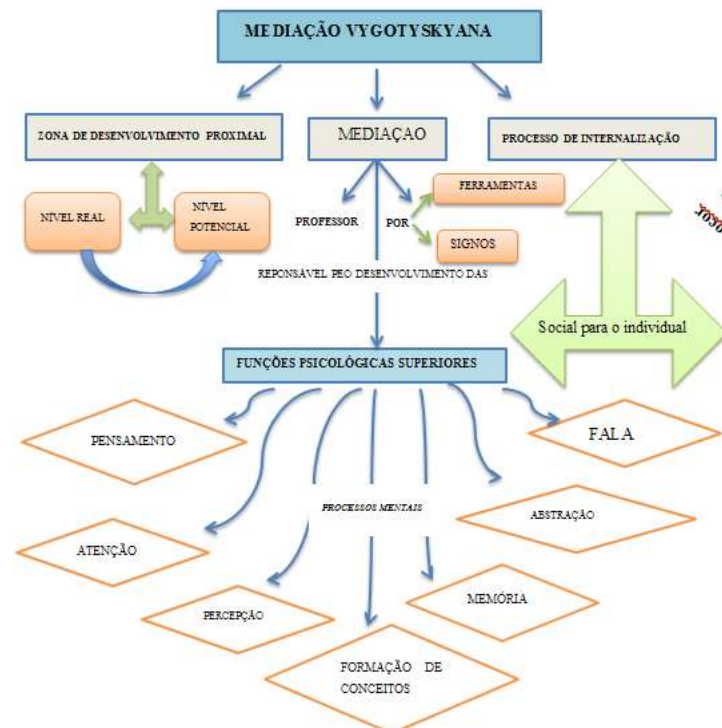 MEDIAÇÃO VYGOTYSKYANA
ZONA DE DESENVOLVIMENTO PROXIMAL
MEDIAÇAO
PROCESSO DE INTERNALIZAÇÃO
NÍVEL REAL
NÍVEL
POTENCIAL
PROFESSOR
POR
FERRAMENTAS
SIGNOS
REPONSÁVEL PEO DESENVOLVIMENTO DAS
Social para o individual
FUNÇÕES PSICOLÓGICAS SUPERIORES
PENSAMENTO
FALA
PROCESSOS MENTAIS
ABSTRAÇÃO
ATENÇÃO
PERCEPÇÃO
MEMÓRIA
FORMAÇÃO DE
CONCEITOS